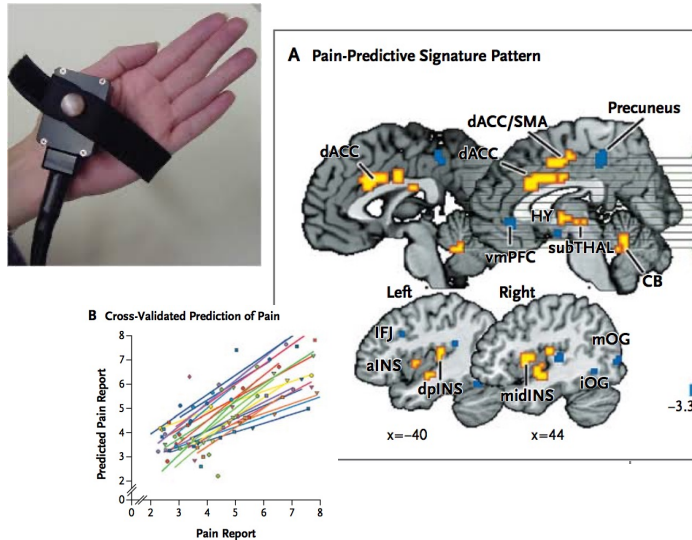 A Pain-Predictive Signature Pattern
dACC/SMA
Precuneus
dACC
dACC
HY
vmPFC
subTHAL
CB
Left
Right
IFJ
mOG
aINS
dpINS
midINS
iOG
-3.3
x=-40
x=44
B Cross-Validated Prediction of Pain
Predicted Pain Report
8
7
6
5
4
3
2
0
0 2 3 4 5 6 7 8
Pain Report